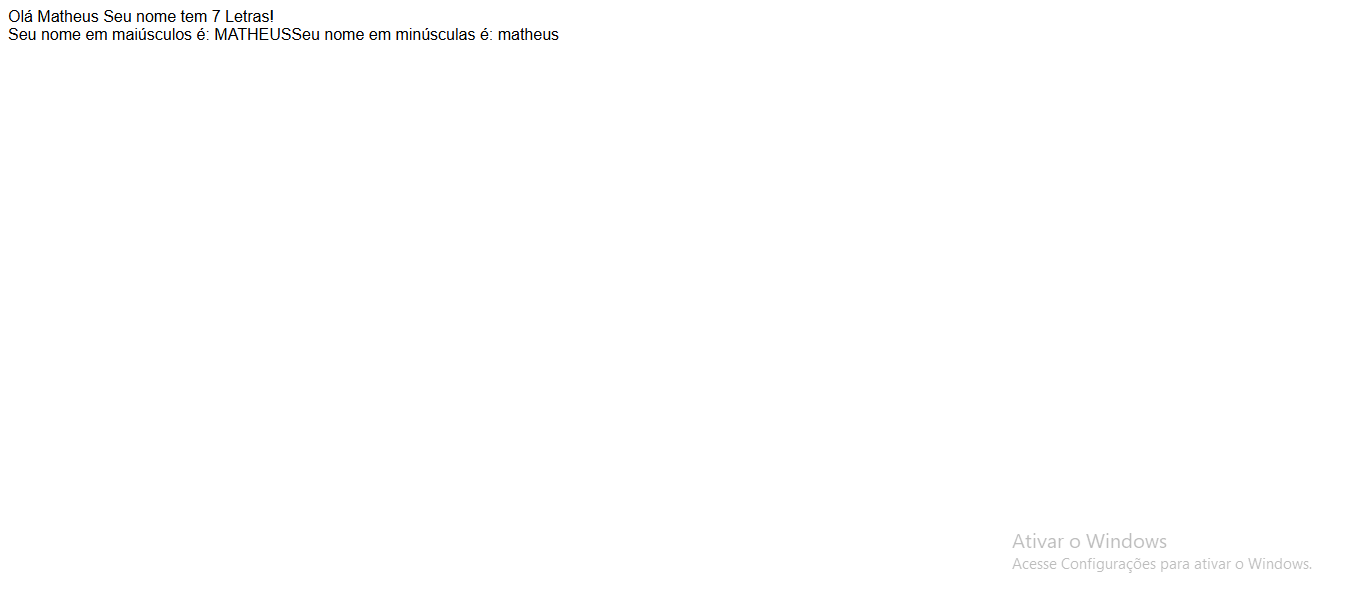 Olá Matheus Seu nome tem 7 Letras!
Seu nome em maiúsculos é: MATHEUSSeu nome em minúsculas é: matheus
Ativar o Windows
Acesse Configurações para ativar o Windows.